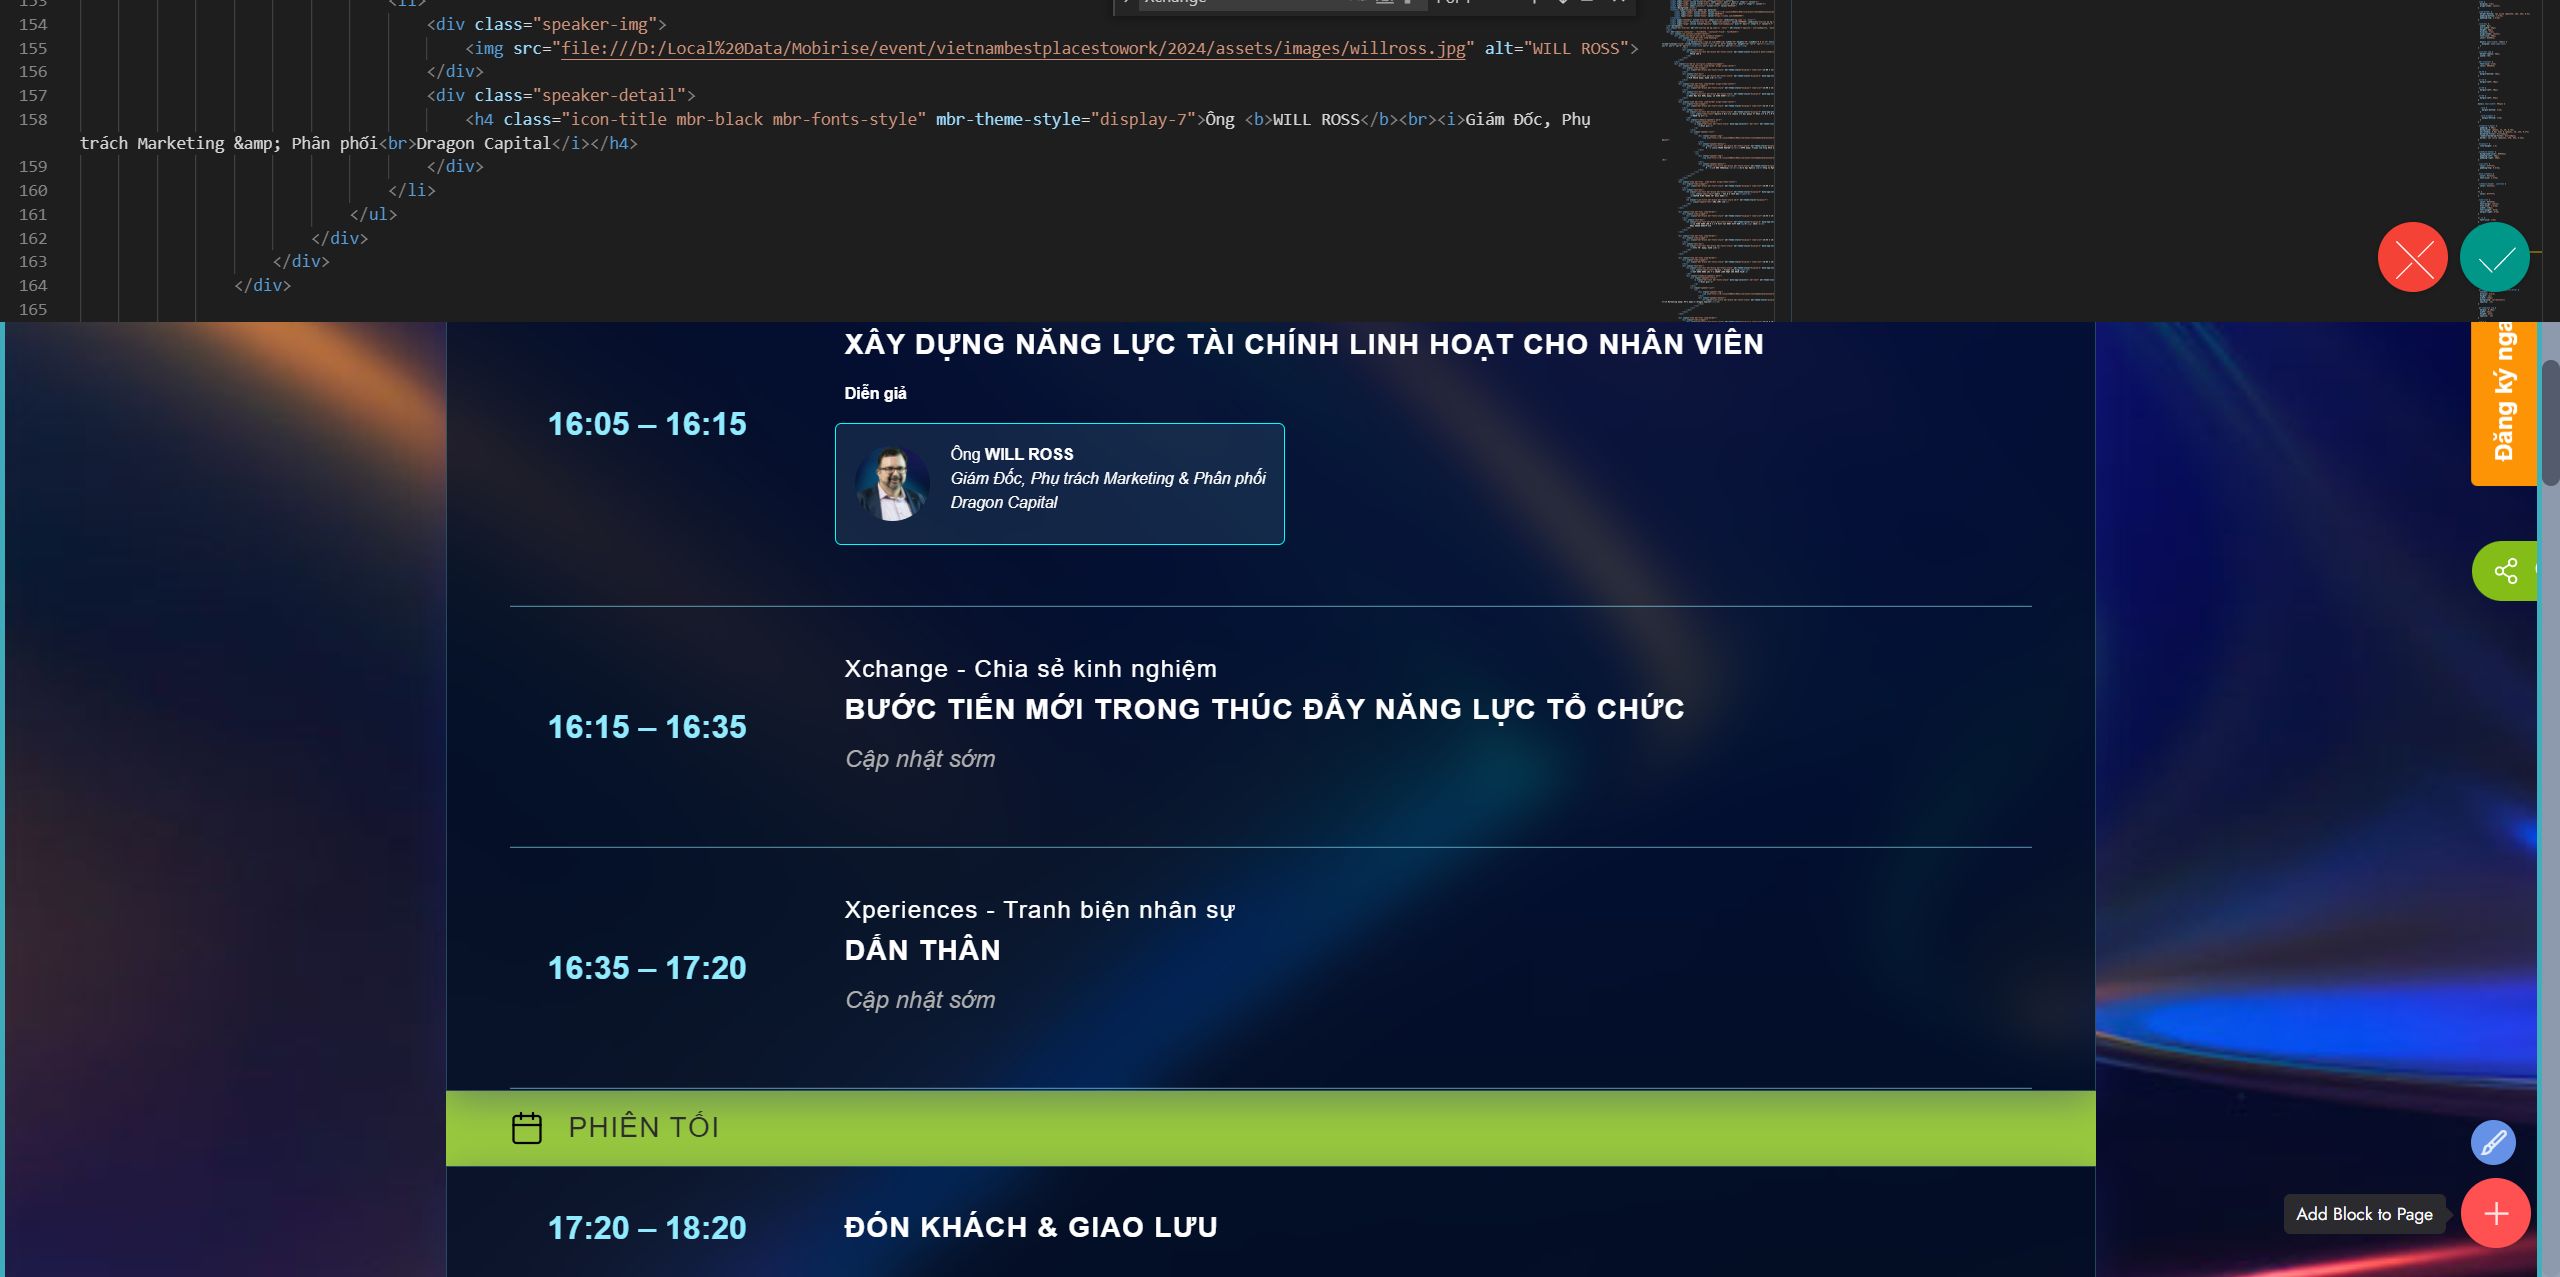 153 <li>
154 <div class="speaker-img">
155 <img src="file:///D:/Local%20Data/Mobirise/event/vietnambestplacestowork/2024/assets/images/willross.jpg" alt="WILL ROSS">
156 </div>
157 <div class="speaker-detail">
158 <h4 class="icon-title mbr-black mbr-fonts-style" mbr-theme-style="display-7">Ông <b>WILL ROSS</b><br><i>Giám Đốc, Phụ
trách Marketing &amp; Phân phối<br>Dragon Capital</i></h4>
159 </div>
160 </li>
161 </ul>
162 </div>
163 </div>
164 </div>
165
XÂY DỰNG NĂNG LỰC TÀI CHÍNH LINH HOẠT CHO NHÂN VIÊN
Diễn giả
16:05 – 16:15
Ông WILL ROSS
Giám Đốc, Phụ trách Marketing & Phân phối
Dragon Capital
Đăng ký
Xchange - Chia sẻ kinh nghiệm
BƯỚC TIẾN MỚI TRONG THÚC ĐẨY NĂNG LỰC TỔ CHỨC
16:15 – 16:35
Cập nhật sớm
Xperiences - Tranh biện nhân sự
DẤN THÂN
16:35 – 17:20
Cập nhật sớm
PHIÊN TỐI
17:20 – 18:20
ĐÓN KHÁCH & GIAO LƯU
Add Block to Page